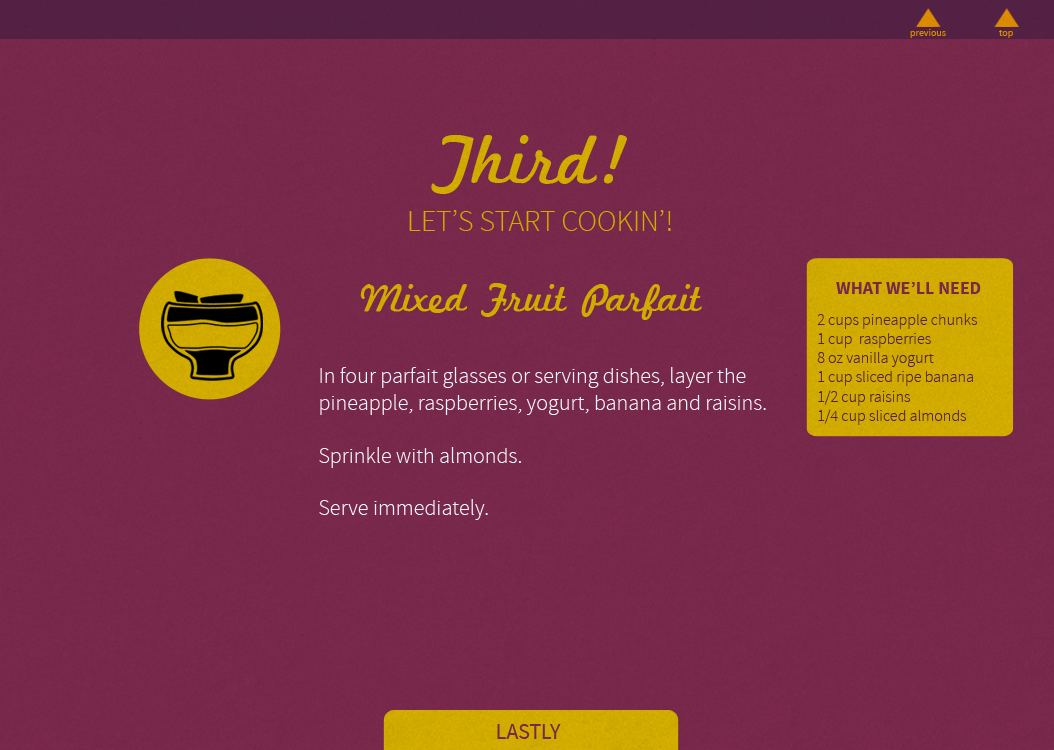 previous
top
Third!
LET’S START COOKIN’!
Mixed Fruit Parfait
In four parfait glasses or serving dishes, layer the
pineapple, raspberries, yogurt, banana and raisins.
Sprinkle with almonds.
Serve immediately.
WHAT WE’LL NEED
2 cups pineapple chunks
1 cup  raspberries
8 oz vanilla yogurt
1 cup sliced ripe banana
1/2 cup raisins
1/4 cup sliced almonds
LASTLY